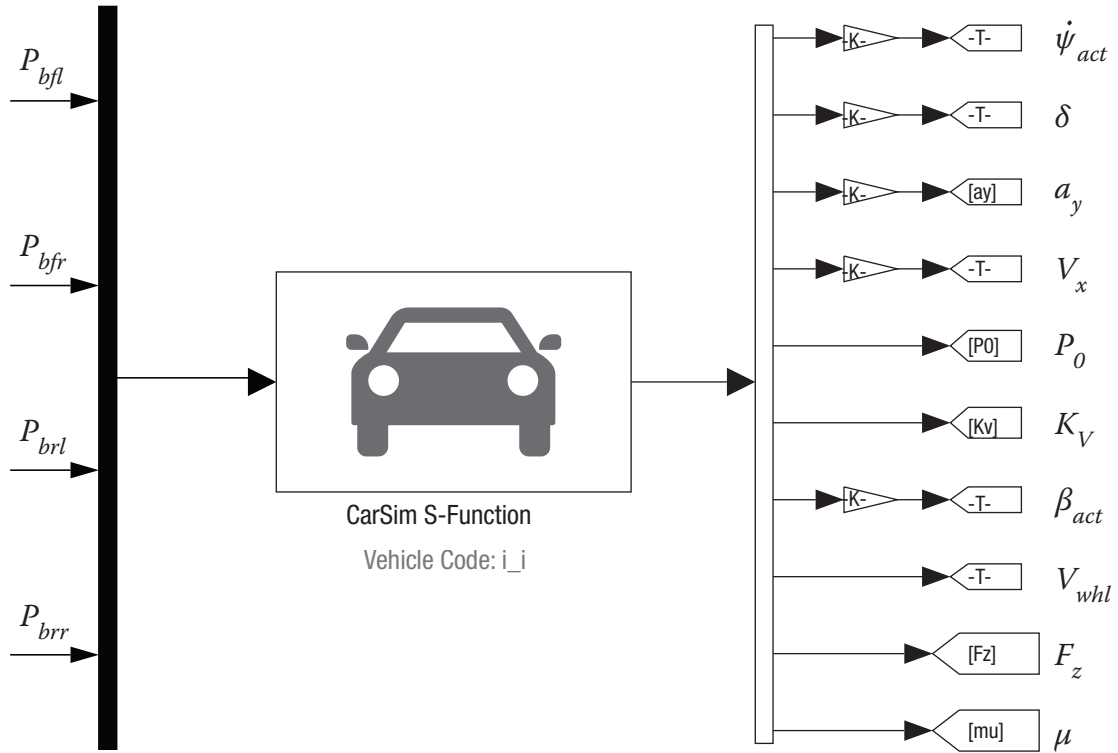 P_bfl
P_bfr
P_brl
P_brr
CarSim S-Function
Vehicle Code: i_i
-K- -T- ψ̇_act
-K- -T- δ
-K- [ay] a_y
-K- -T- V_x
[P0] P_0
[Kv] K_V
-K- -T- β_act
-T- V_whl
[Fz] F_z
[mu] μ